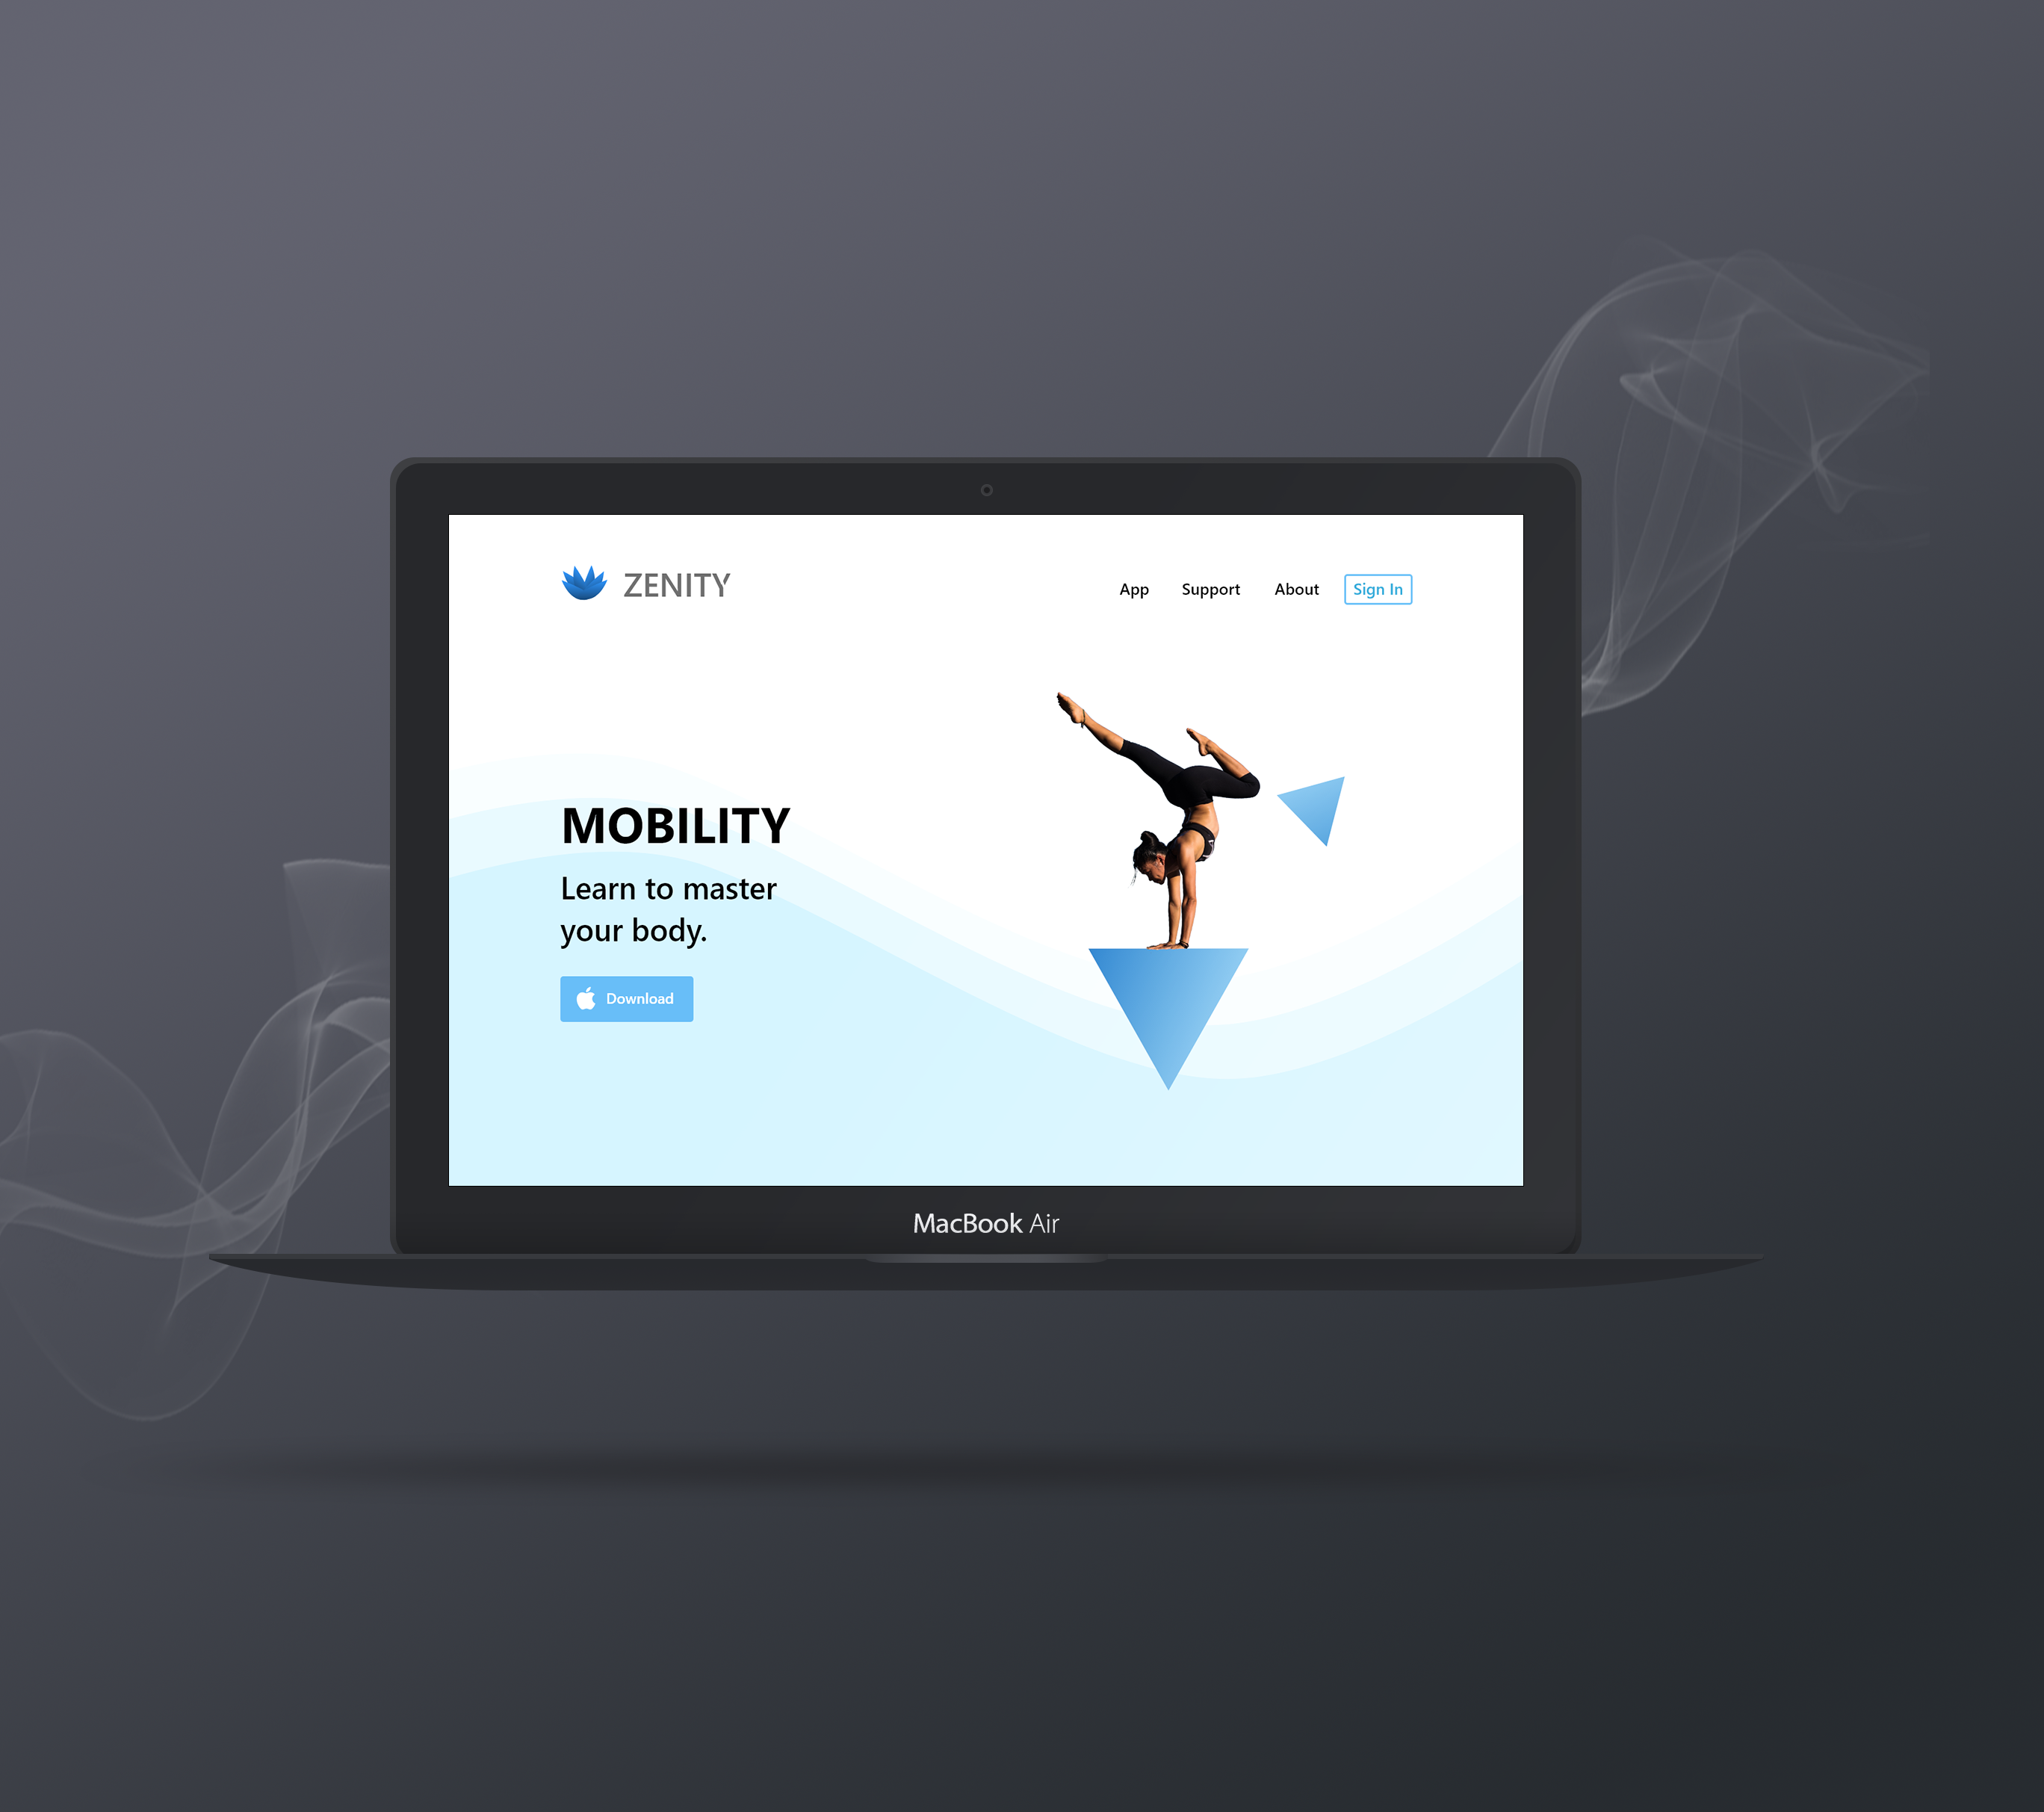 ZENITY
App Support About Sign In
MOBILITY
Learn to master
your body.
Download
MacBook Air